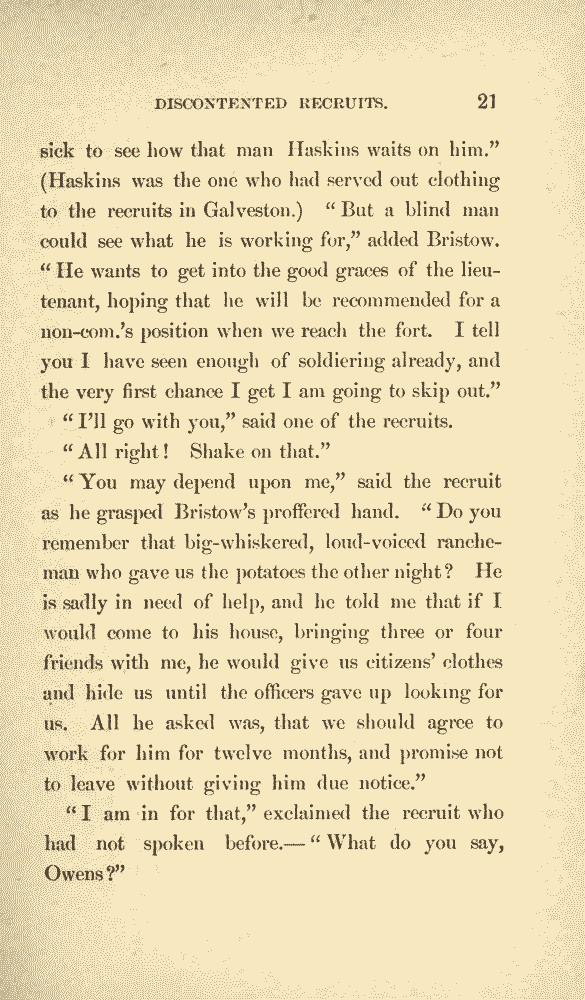 DISCONTENTED RECRUITS. 21
sick to see how that man Haskins waits on him.”
(Haskins was the one who had served out clothing
to the recruits in Galveston.) “But a blind man
could see what he is working for,” added Bristow.
“He wants to get into the good graces of the lieu-
tenant, hoping that he will be recommended for a
non-com.’s position when we reach the fort. I tell
you I have seen enough of soldiering already, and
the very first chance I get I am going to skip out.”
“I’ll go with you,” said one of the recruits.
“All right! Shake on that.”
“You may depend upon me,” said the recruit
as he grasped Bristow’s proffered hand. “Do you
remember that big-whiskered, loud-voiced ranche-
man who gave us the potatoes the other night? He
is sadly in need of help, and he told me that if I
would come to his house, bringing three or four
friends with me, he would give us citizens’ clothes
and hide us until the officers gave up looking for
us. All he asked was, that we should agree to
work for him for twelve months, and promise not
to leave without giving him due notice.”
“I am in for that,” exclaimed the recruit who
had not spoken before.—“What do you say,
Owens?”